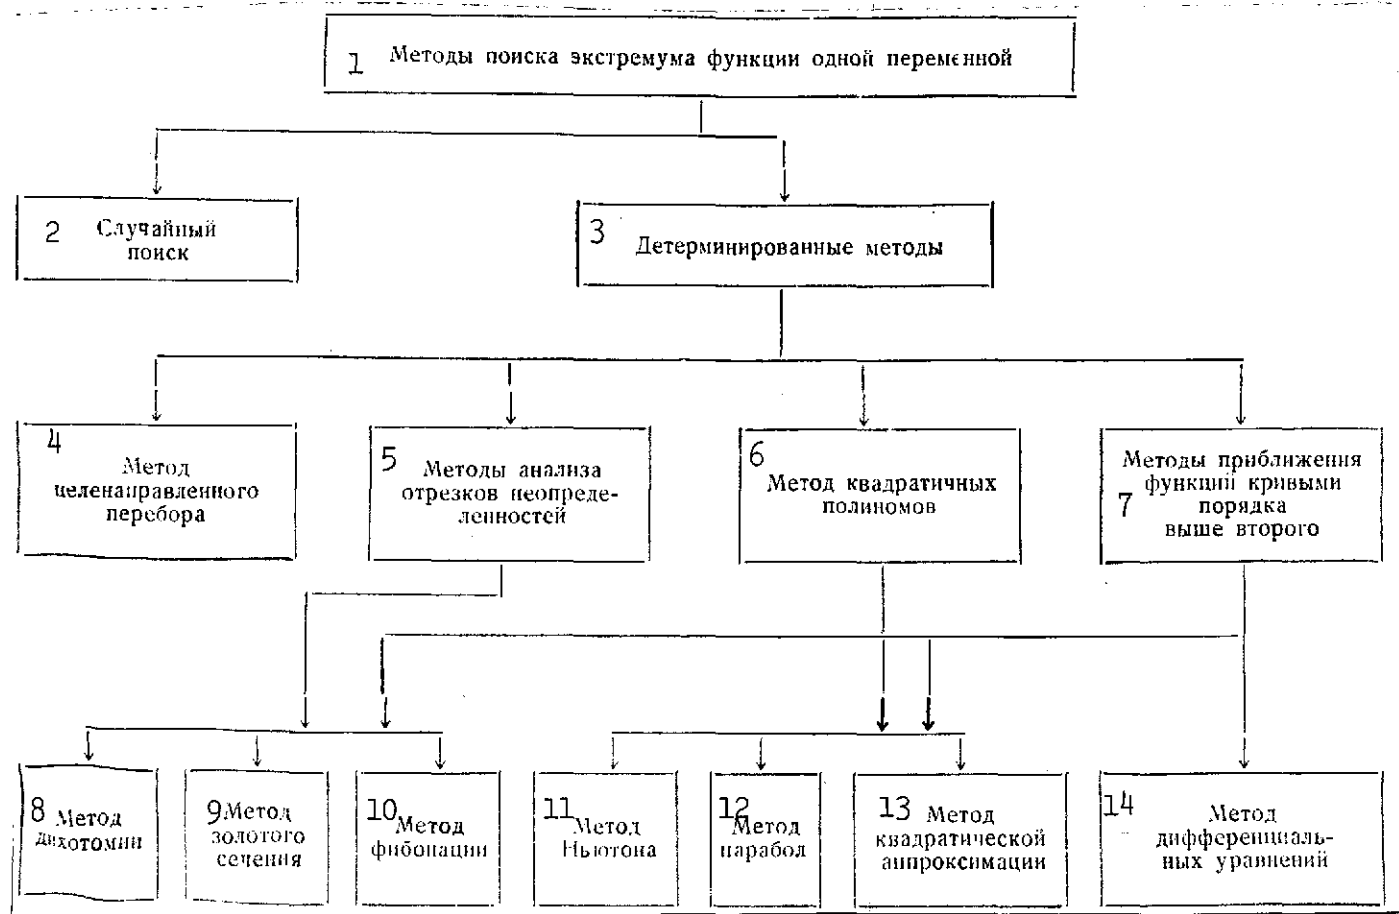 1 Методы поиска экстремума функции одной переменной
2 Случайный
поиск
3 Детерминированные методы
4 Метод
целенаправленного
перебора
5 Методы анализа
отрезков неопреде-
ленностей
6 Метод квадратичных
полиномов
Методы приближения
функций кривыми
7 порядка
выше второго
8 Метод
дихотомии
9 Метод
золотого
сечения
10 Метод
фибонации
11 Метод
Ньютона
12 Метод
парабол
13 Метод
квадратической
аппроксимации
14 Метод
дифференциаль-
ных уравнений